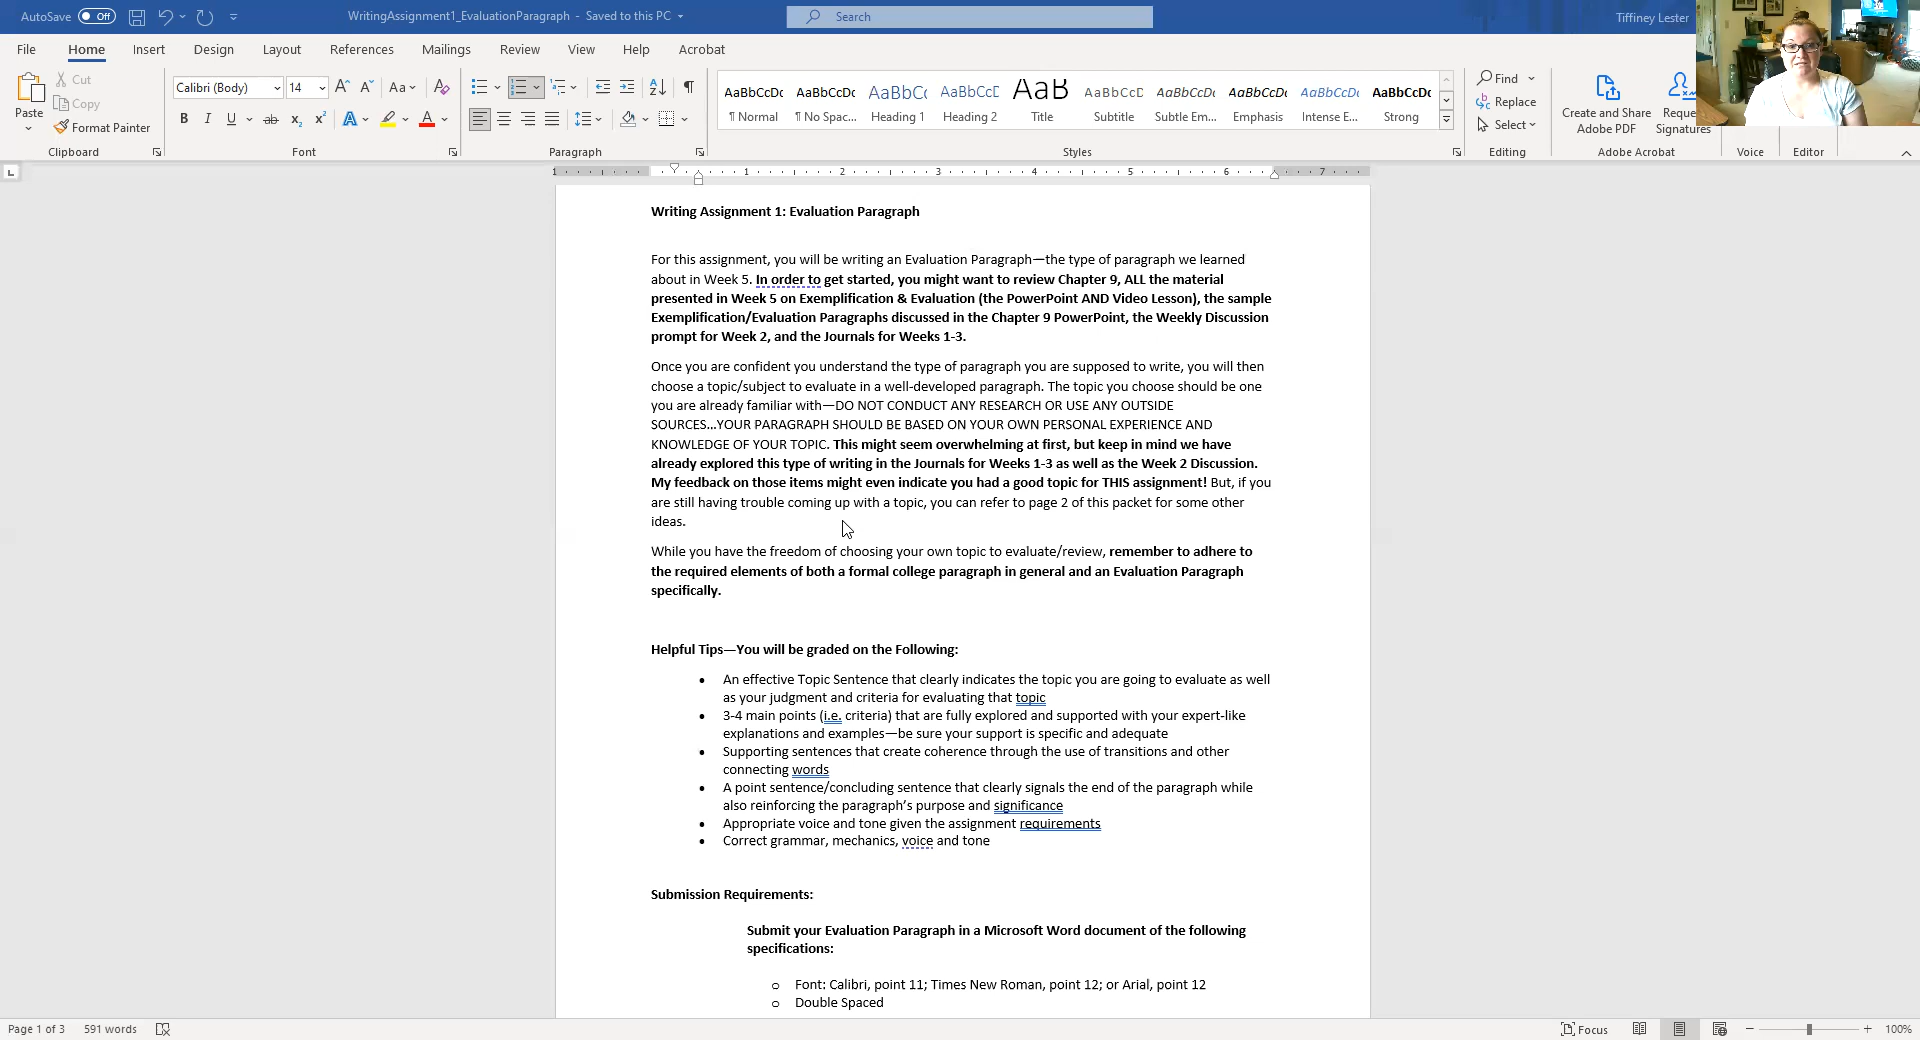 AutoSave Off WritingAssignment1_EvaluationParagraph - Saved to this PC Search Tiffiney Lester
File Home Insert Design Layout References Mailings Review View Help Acrobat
Paste Cut Copy Format Painter
Calibri (Body) 14 Aa
B I U ab x₂ x² A A
AaBbCcDc AaBbCcDc AaBbCc AaBbCcD AaB AaBbCcD AaBbCcDc AaBbCcDc AaBbCcDc AaBbCcDc
¶ Normal ¶ No Spac... Heading 1 Heading 2 Title Subtitle Subtle Em... Emphasis Intense E... Strong
Find
Replace
Select
Create and Share
Adobe PDF
Reque
Signatures
Clipboard Font Paragraph Styles Editing Adobe Acrobat Voice Editor
1 1 2 3 4 5 6 7
Writing Assignment 1: Evaluation Paragraph
For this assignment, you will be writing an Evaluation Paragraph—the type of paragraph we learned
about in Week 5. In order to get started, you might want to review Chapter 9, ALL the material
presented in Week 5 on Exemplification & Evaluation (the PowerPoint AND Video Lesson), the sample
Exemplification/Evaluation Paragraphs discussed in the Chapter 9 PowerPoint, the Weekly Discussion
prompt for Week 2, and the Journals for Weeks 1-3.
Once you are confident you understand the type of paragraph you are supposed to write, you will then
choose a topic/subject to evaluate in a well-developed paragraph. The topic you choose should be one
you are already familiar with—DO NOT CONDUCT ANY RESEARCH OR USE ANY OUTSIDE
SOURCES...YOUR PARAGRAPH SHOULD BE BASED ON YOUR OWN PERSONAL EXPERIENCE AND
KNOWLEDGE OF YOUR TOPIC. This might seem overwhelming at first, but keep in mind we have
already explored this type of writing in the Journals for Weeks 1-3 as well as the Week 2 Discussion.
My feedback on those items might even indicate you had a good topic for THIS assignment! But, if you
are still having trouble coming up with a topic, you can refer to page 2 of this packet for some other
ideas.
While you have the freedom of choosing your own topic to evaluate/review, remember to adhere to
the required elements of both a formal college paragraph in general and an Evaluation Paragraph
specifically.
Helpful Tips—You will be graded on the Following:
• An effective Topic Sentence that clearly indicates the topic you are going to evaluate as well
as your judgment and criteria for evaluating that topic
• 3-4 main points (i.e. criteria) that are fully explored and supported with your expert-like
explanations and examples—be sure your support is specific and adequate
• Supporting sentences that create coherence through the use of transitions and other
connecting words
• A point sentence/concluding sentence that clearly signals the end of the paragraph while
also reinforcing the paragraph's purpose and significance
• Appropriate voice and tone given the assignment requirements
• Correct grammar, mechanics, voice and tone
Submission Requirements:
Submit your Evaluation Paragraph in a Microsoft Word document of the following
specifications:
o Font: Calibri, point 11; Times New Roman, point 12; or Arial, point 12
o Double Spaced
Page 1 of 3 591 words Focus 100%